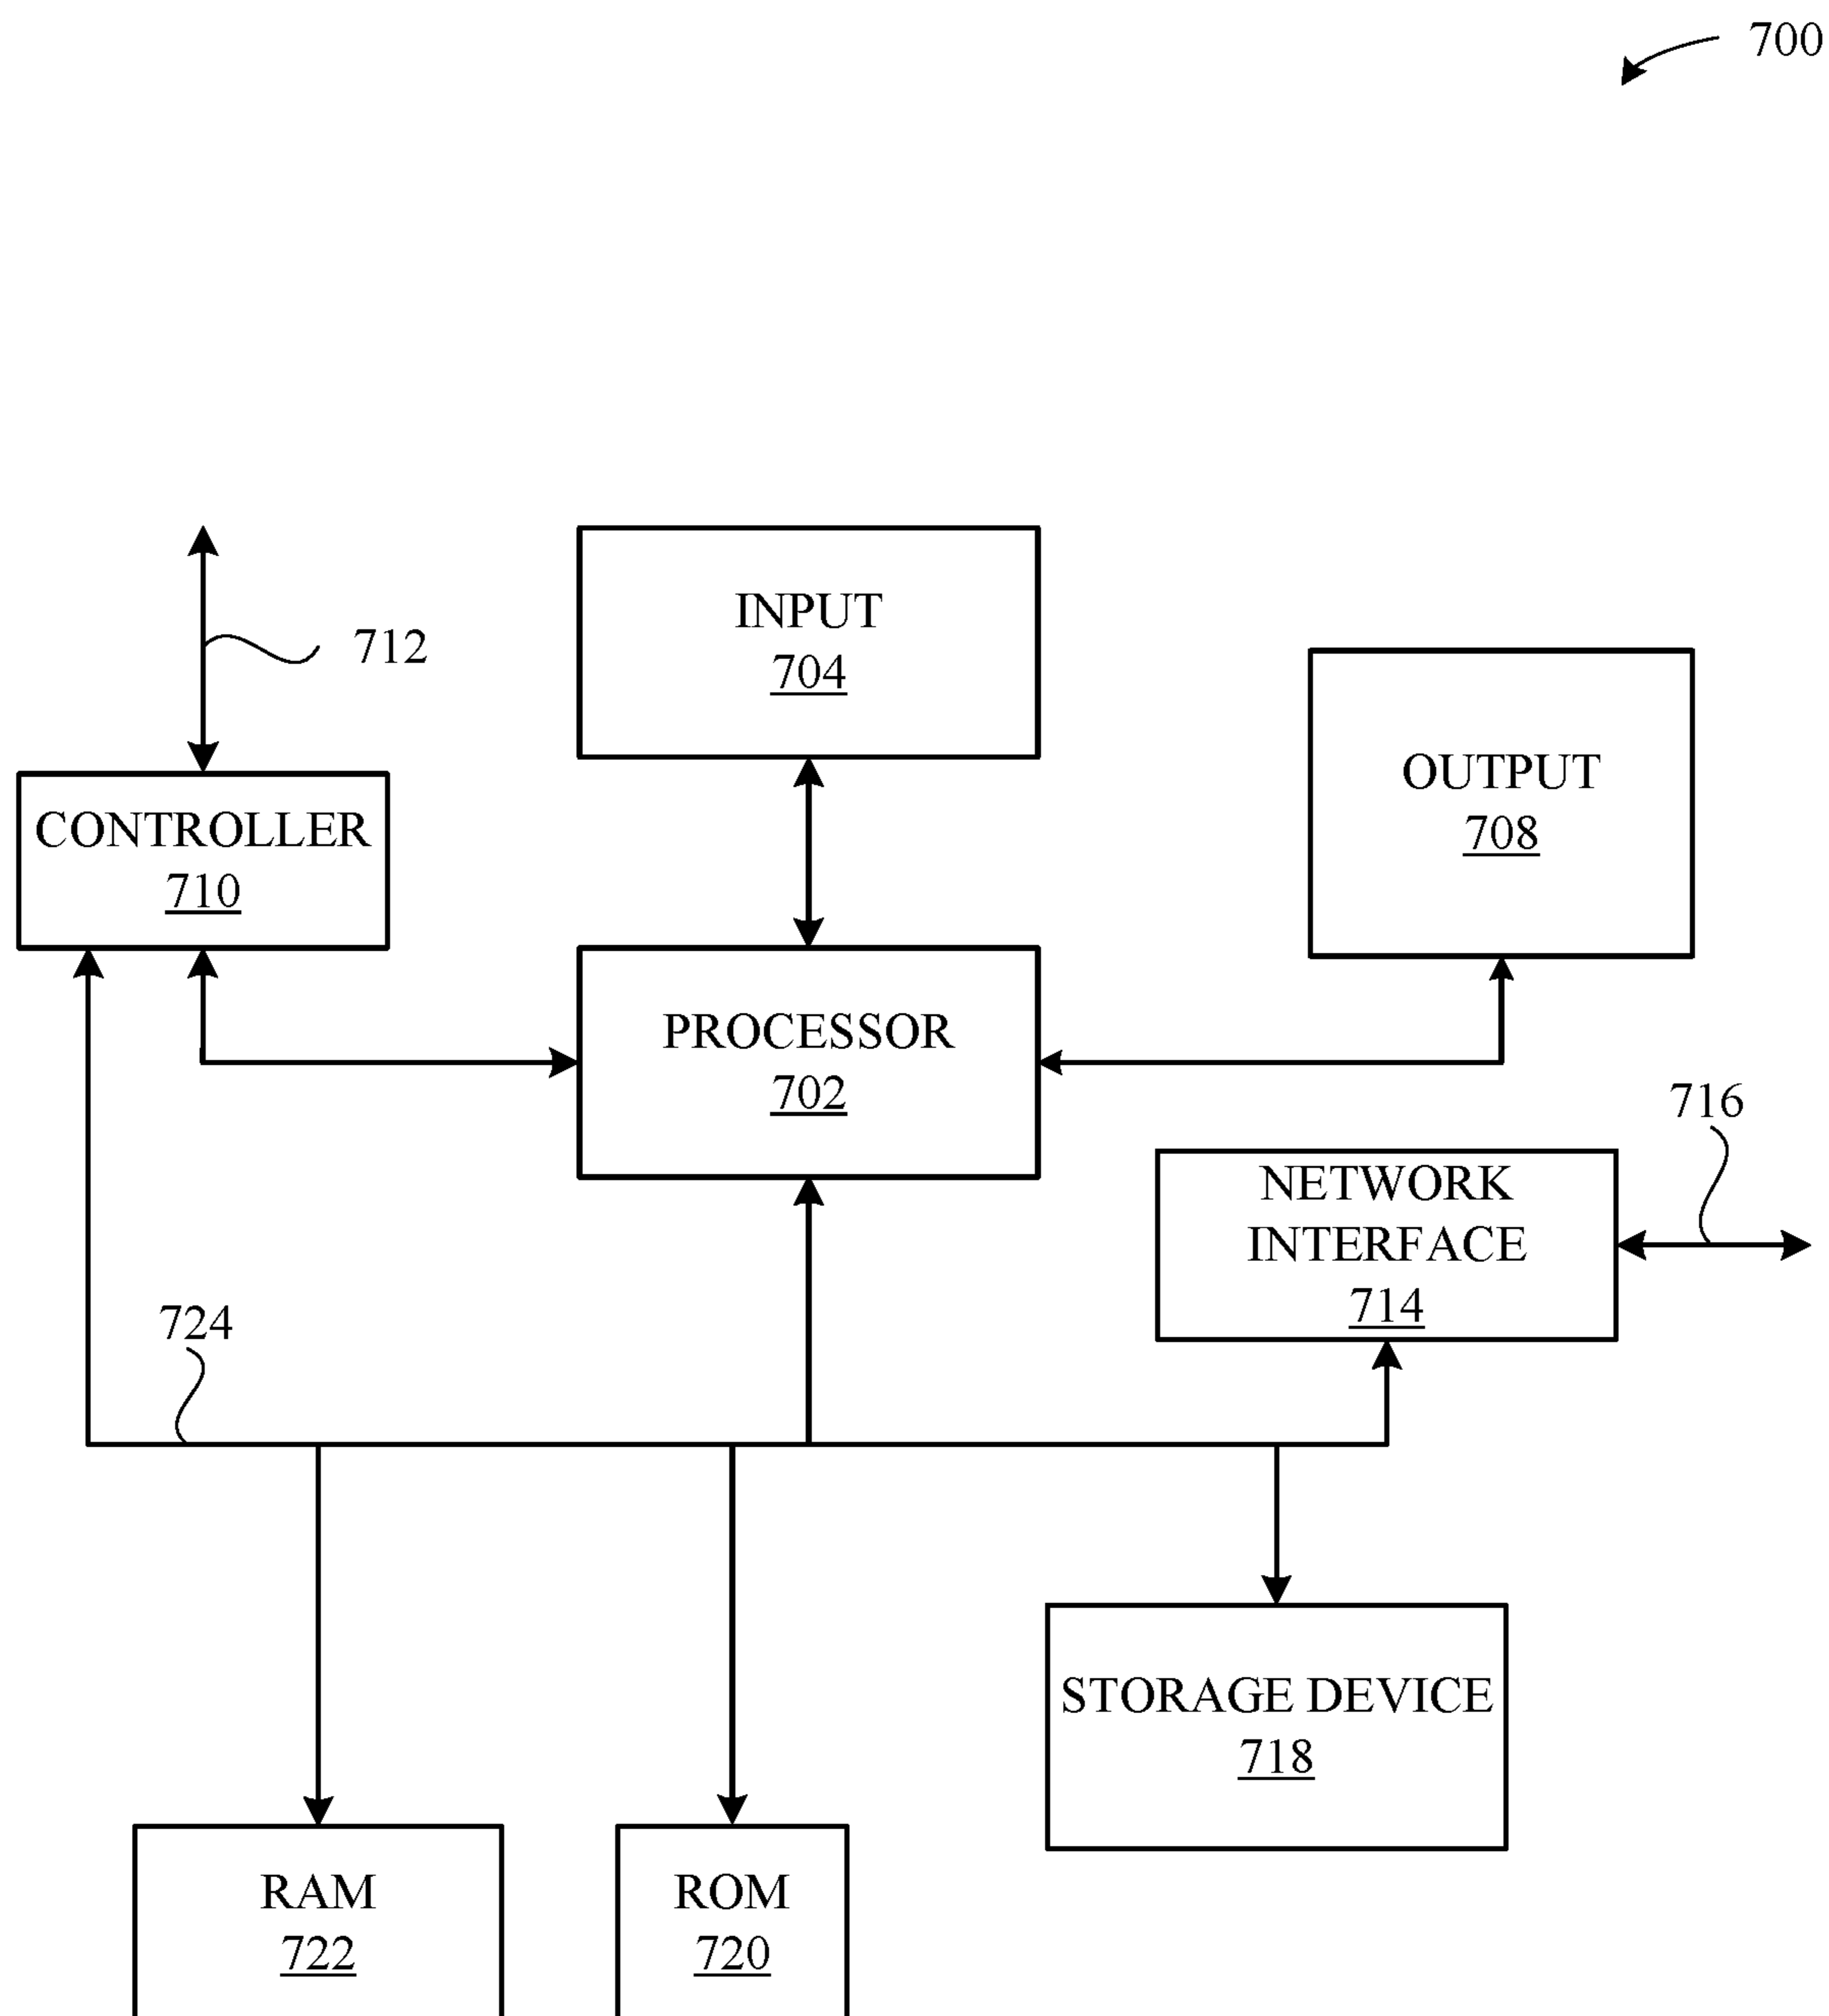 700
INPUT
704
712
OUTPUT
708
CONTROLLER
710
PROCESSOR
702
716
NETWORK
INTERFACE
714
724
STORAGE DEVICE
718
RAM
722
ROM
720